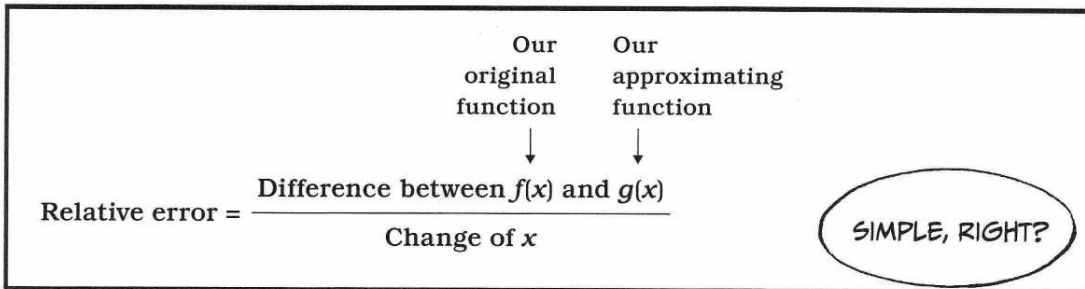 Our
original
function
Our
approximating
function
Relative error = Difference between f(x) and g(x)
Change of x
SIMPLE, RIGHT?